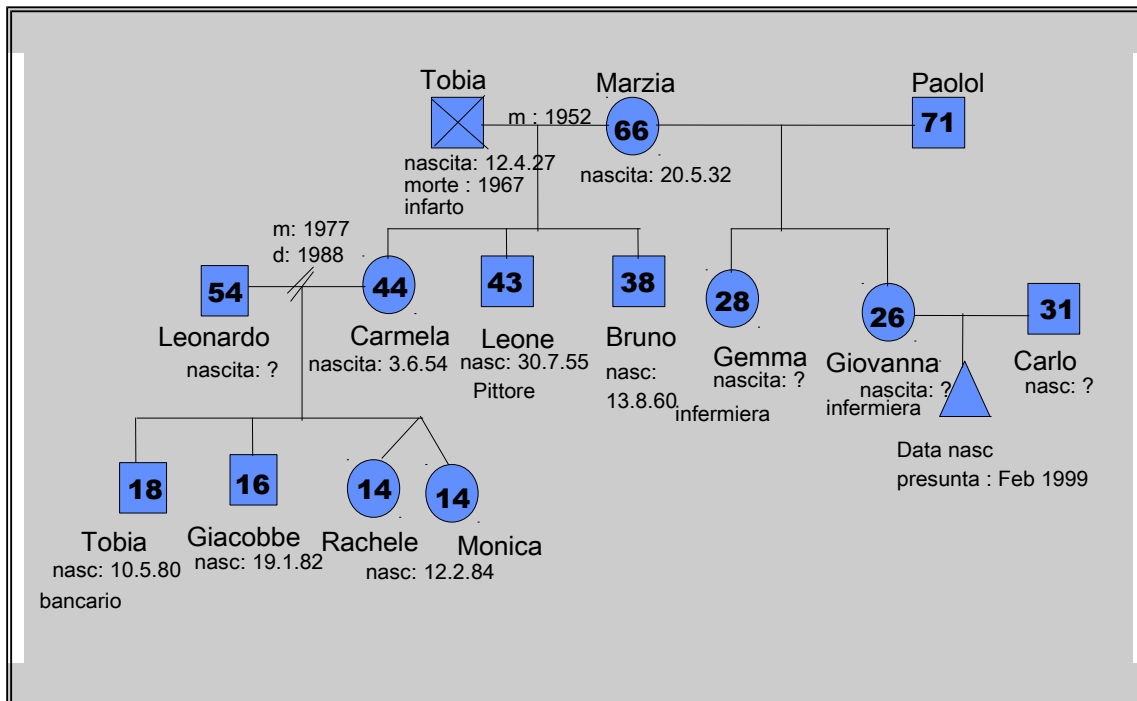 Tobia
Marzia
Paolol
m : 1952
66
71
nascita: 12.4.27
morte : 1967
infarto
nascita: 20.5.32
m: 1977
d: 1988
54
44
43
38
28
26
31
Leonardo
nascita: ?
Carmela
nascita: 3.6.54
Leone
nasc: 30.7.55
Pittore
Bruno
nasc:
13.8.60
Gemma
nascita: ?
infermiera
Giovanna
nascita: ?
infermiera
Carlo
nasc: ?
Data nasc
presunta : Feb 1999
18
16
14
14
Tobia
nasc: 10.5.80
bancario
Giacobbe
nasc: 19.1.82
Rachele
Monica
nasc: 12.2.84